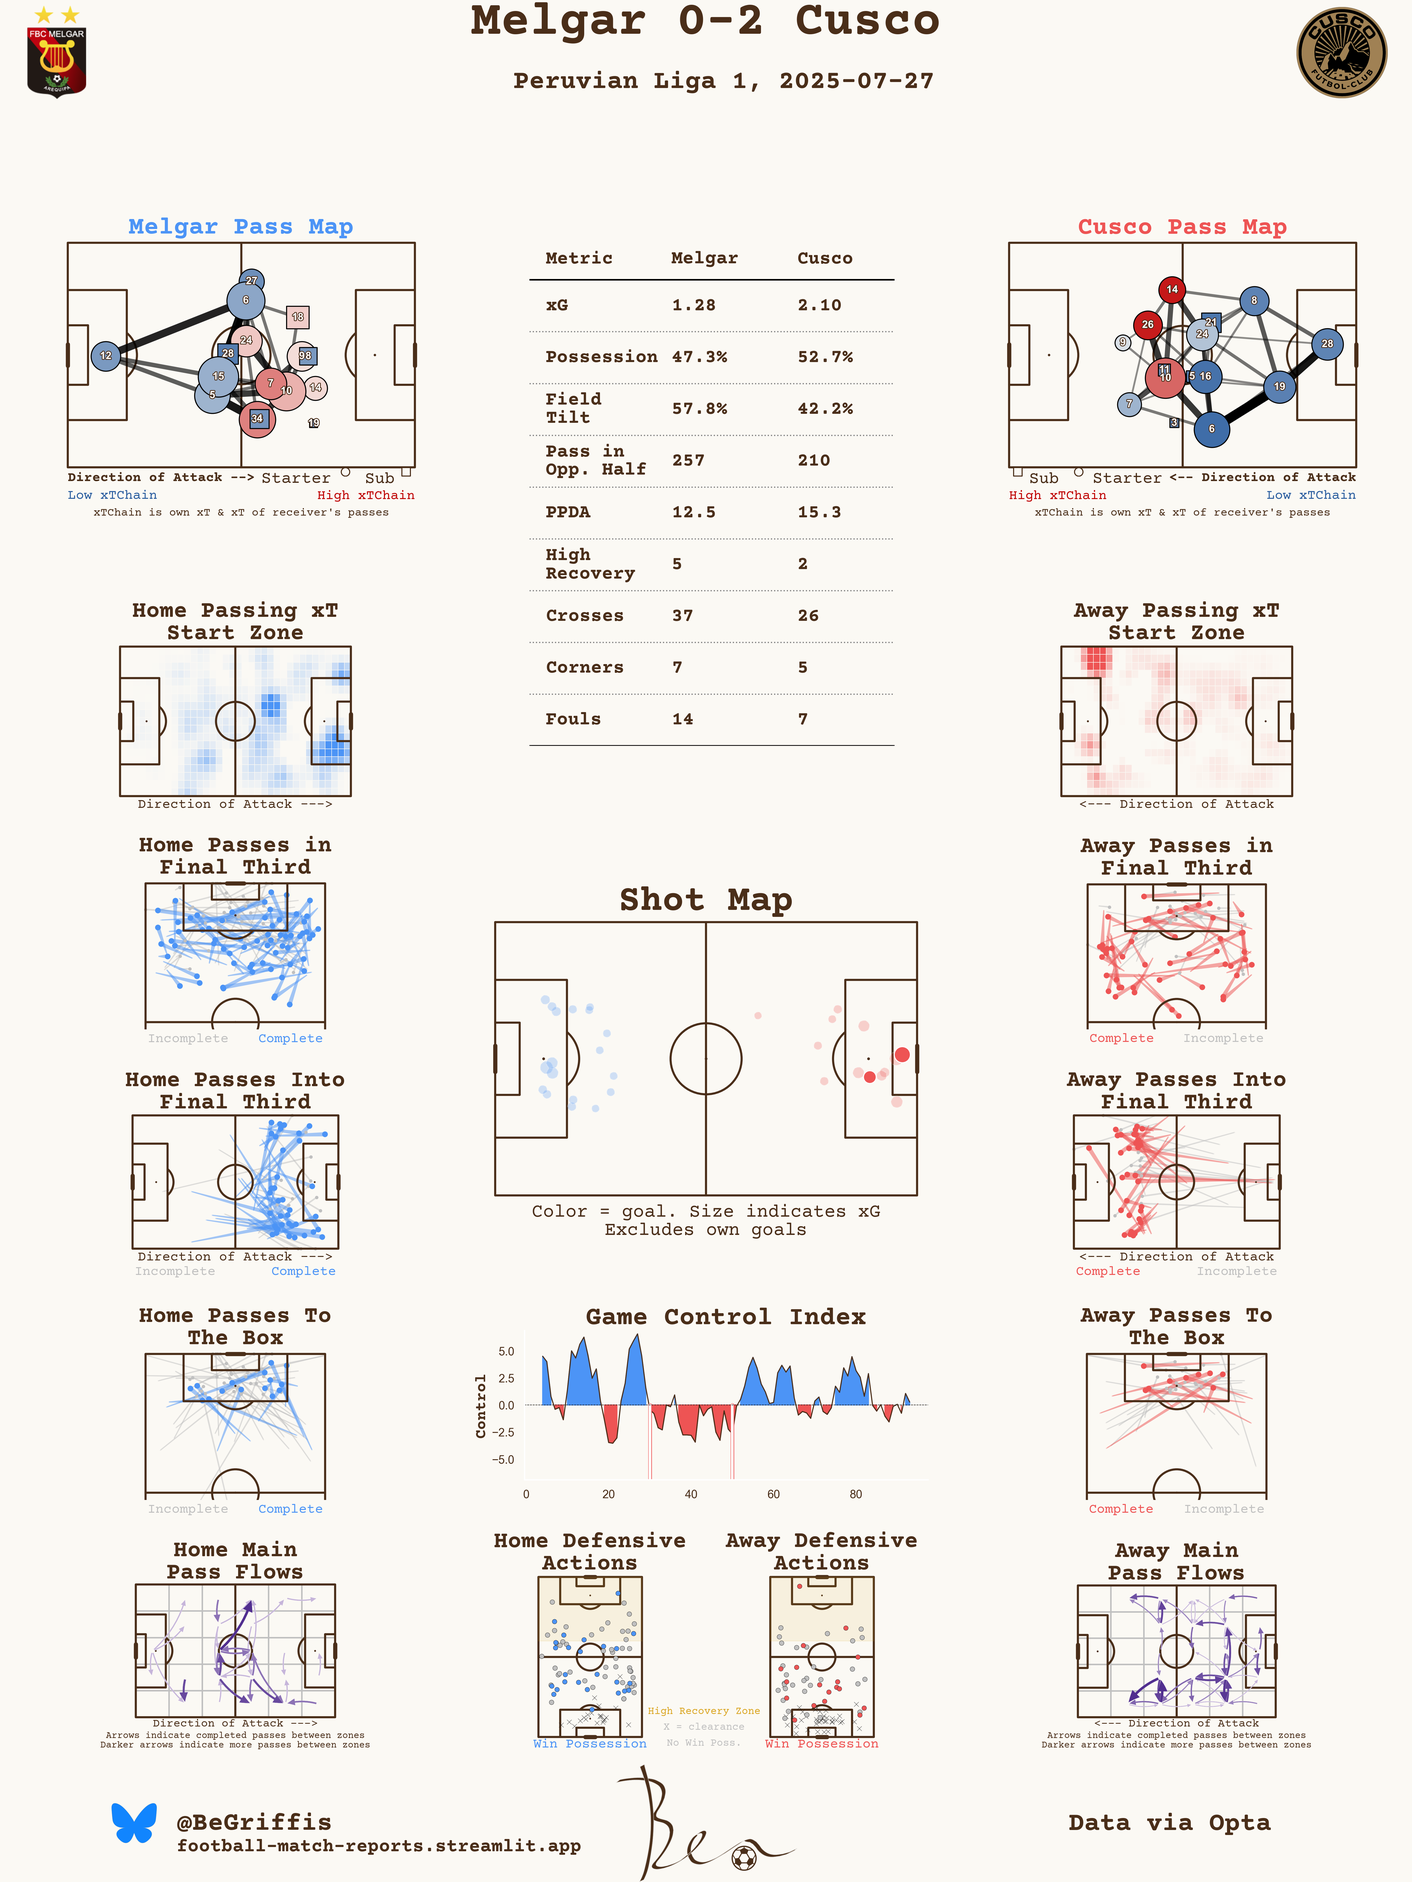 Melgar 0-2 Cusco
Peruvian Liga 1, 2025-07-27
FBC MELGAR
AREQUIPA
CUSCO
FUTBOL-CLUB
Melgar Pass Map
27
6
18
24
28
98
12
15
7
5
10
14
34
19
Direction of Attack --> Starter Sub
Low xTChain High xTChain
xTChain is own xT & xT of receiver's passes
Metric Melgar Cusco
xG 1.28 2.10
Possession 47.3% 52.7%
Field
Tilt 57.8% 42.2%
Pass in
Opp. Half 257 210
PPDA 12.5 15.3
High
Recovery 5 2
Crosses 37 26
Corners 7 5
Fouls 14 7
Cusco Pass Map
14
8
26
21
24
9
28
11
10
5
16
19
7
3
6
Sub Starter <-- Direction of Attack
High xTChain Low xTChain
xTChain is own xT & xT of receiver's passes
Home Passing xT
Start Zone
Direction of Attack --->
Away Passing xT
Start Zone
<--- Direction of Attack
Home Passes in
Final Third
Incomplete Complete
Shot Map
Color = goal. Size indicates xG
Excludes own goals
Away Passes in
Final Third
Complete Incomplete
Home Passes Into
Final Third
Direction of Attack --->
Incomplete Complete
Away Passes Into
Final Third
<--- Direction of Attack
Complete Incomplete
Home Passes To
The Box
Incomplete Complete
Game Control Index
Control
5.0
2.5
0.0
−2.5
−5.0
0 20 40 60 80
Away Passes To
The Box
Complete Incomplete
Home Main
Pass Flows
Direction of Attack --->
Arrows indicate completed passes between zones
Darker arrows indicate more passes between zones
Home Defensive
Actions
Win Possession
High Recovery Zone
X = clearance
No Win Poss.
Away Defensive
Actions
Win Possession
Away Main
Pass Flows
<--- Direction of Attack
Arrows indicate completed passes between zones
Darker arrows indicate more passes between zones
@BeGriffis
football-match-reports.streamlit.app
Ben
Data via Opta